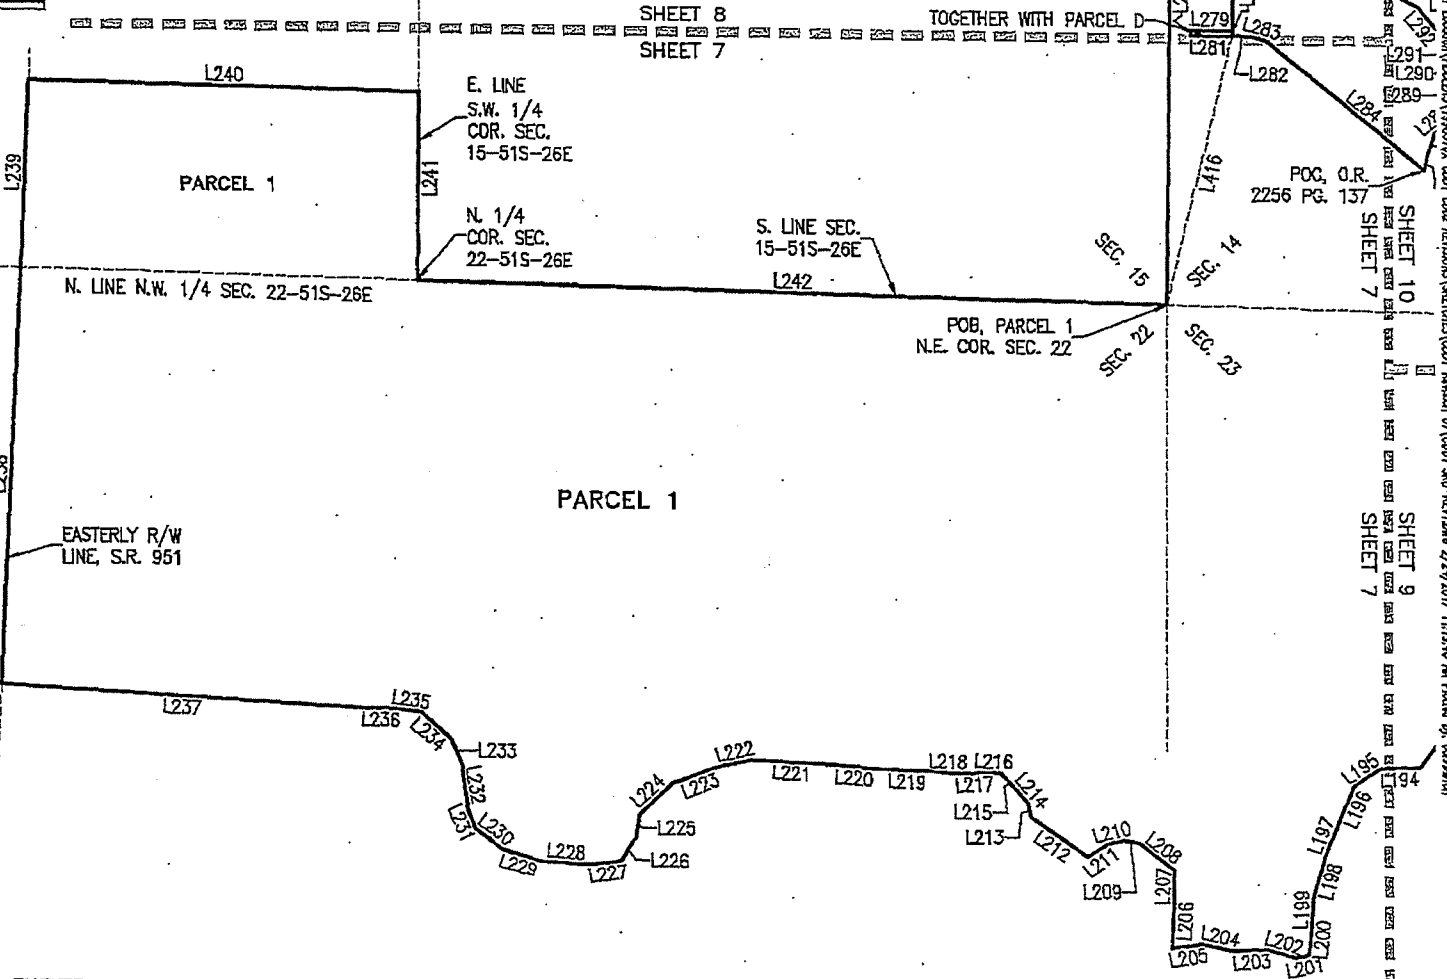 SHEET 8
SHEET 7
TOGETHER WITH PARCEL D
L279
L281
L283
L282
L292
L291
L290
L289
L284
L240
E. LINE
S.W. 1/4
COR. SEC.
15-51S-26E
L239
PARCEL 1
L241
L416
POC, O.R.
2256 PG. 137
N. 1/4
COR. SEC.
22-51S-26E
S. LINE SEC.
15-51S-26E
SEC. 15
SEC. 14
SHEET 10
SHEET 7
N. LINE N.W. 1/4 SEC. 22-51S-26E
L242
POB, PARCEL 1
N.E. COR. SEC. 22
SEC. 22
SEC. 23
L238
PARCEL 1
EASTERLY R/W
LINE, S.R. 951
SHEET 9
SHEET 7
L237
L236
L235
L234
L233
L232
L231
L230
L229
L228
L227
L226
L225
L224
L223
L222
L221
L220
L219
L218
L217
L216
L215
L214
L213
L212
L211
L210
L209
L208
L207
L206
L205
L204
L203
L202
L201
L200
L199
L198
L197
L196
L195
L194